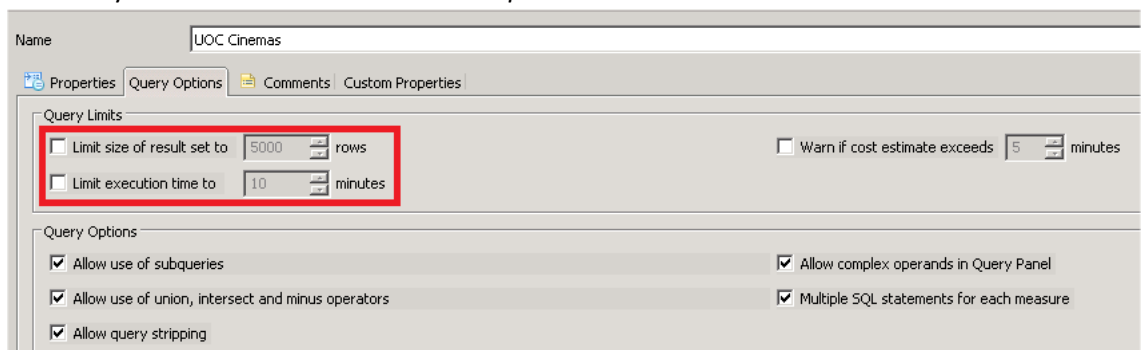 Name UOC Cinemas
Properties Query Options Comments Custom Properties
Query Limits
Limit size of result set to 5000 rows Warn if cost estimate exceeds 5 minutes
Limit execution time to 10 minutes
Query Options
Allow use of subqueries Allow complex operands in Query Panel
Allow use of union, intersect and minus operators Multiple SQL statements for each measure
Allow query stripping